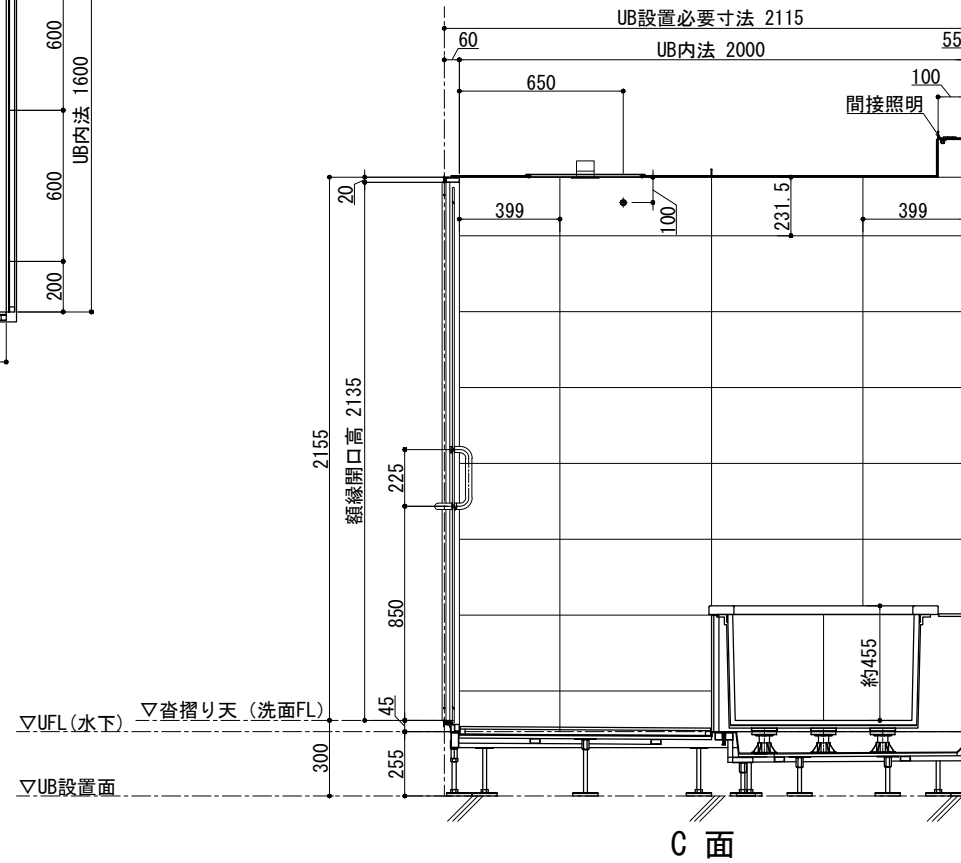 UB設置必要寸法 2115
60
UB内法 2000
55
650
100
間接照明
600
UB内法 1600
600
200
20
399
100
231.5
399
2155
額縁開口高 2135
225
850
約455
45
▽沓摺り天 (洗面FL)
▽UFL(水下)
300
255
▽UB設置面
C 面